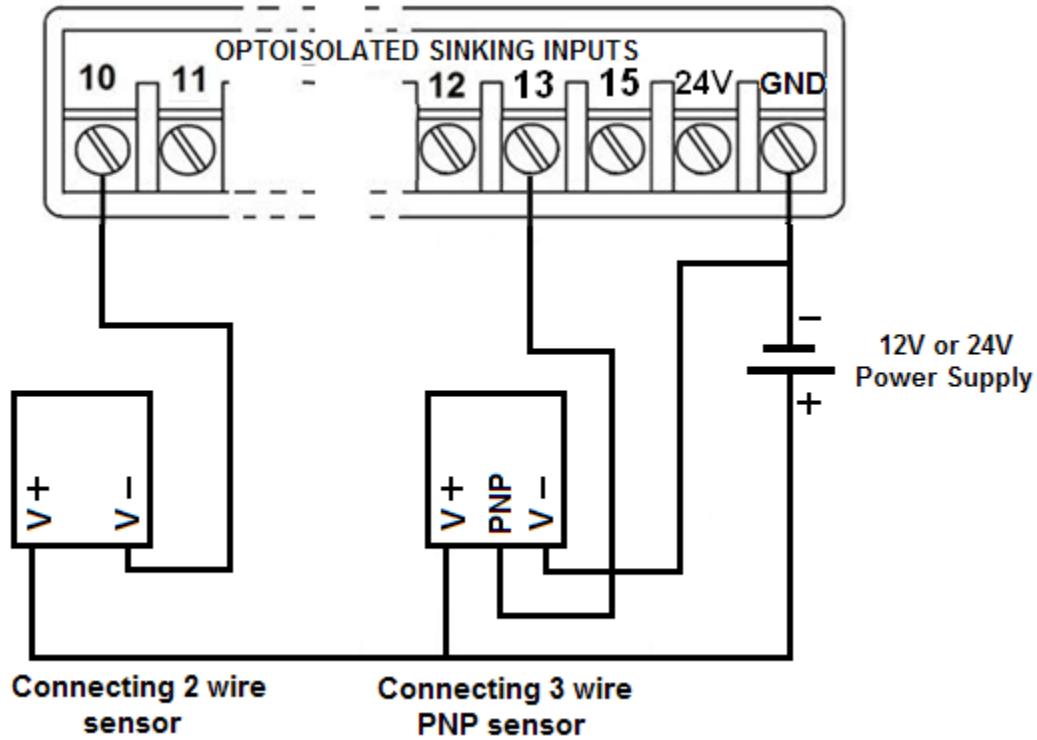 OPTOISOLATED SINKING INPUTS
10 11 12 13 15 24V GND
−
12V or 24V
Power Supply
+
V + V −
V + PNP V −
Connecting 2 wire
sensor
Connecting 3 wire
PNP sensor